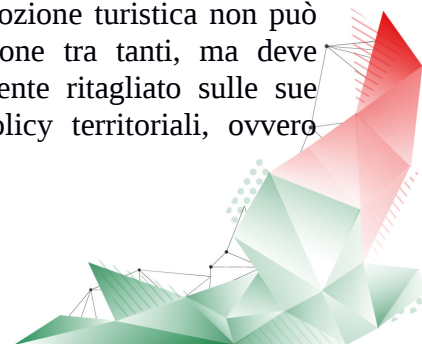 ozione turistica non può
one tra tanti, ma deve
ente ritagliato sulle sue
olicy territoriali, ovvero